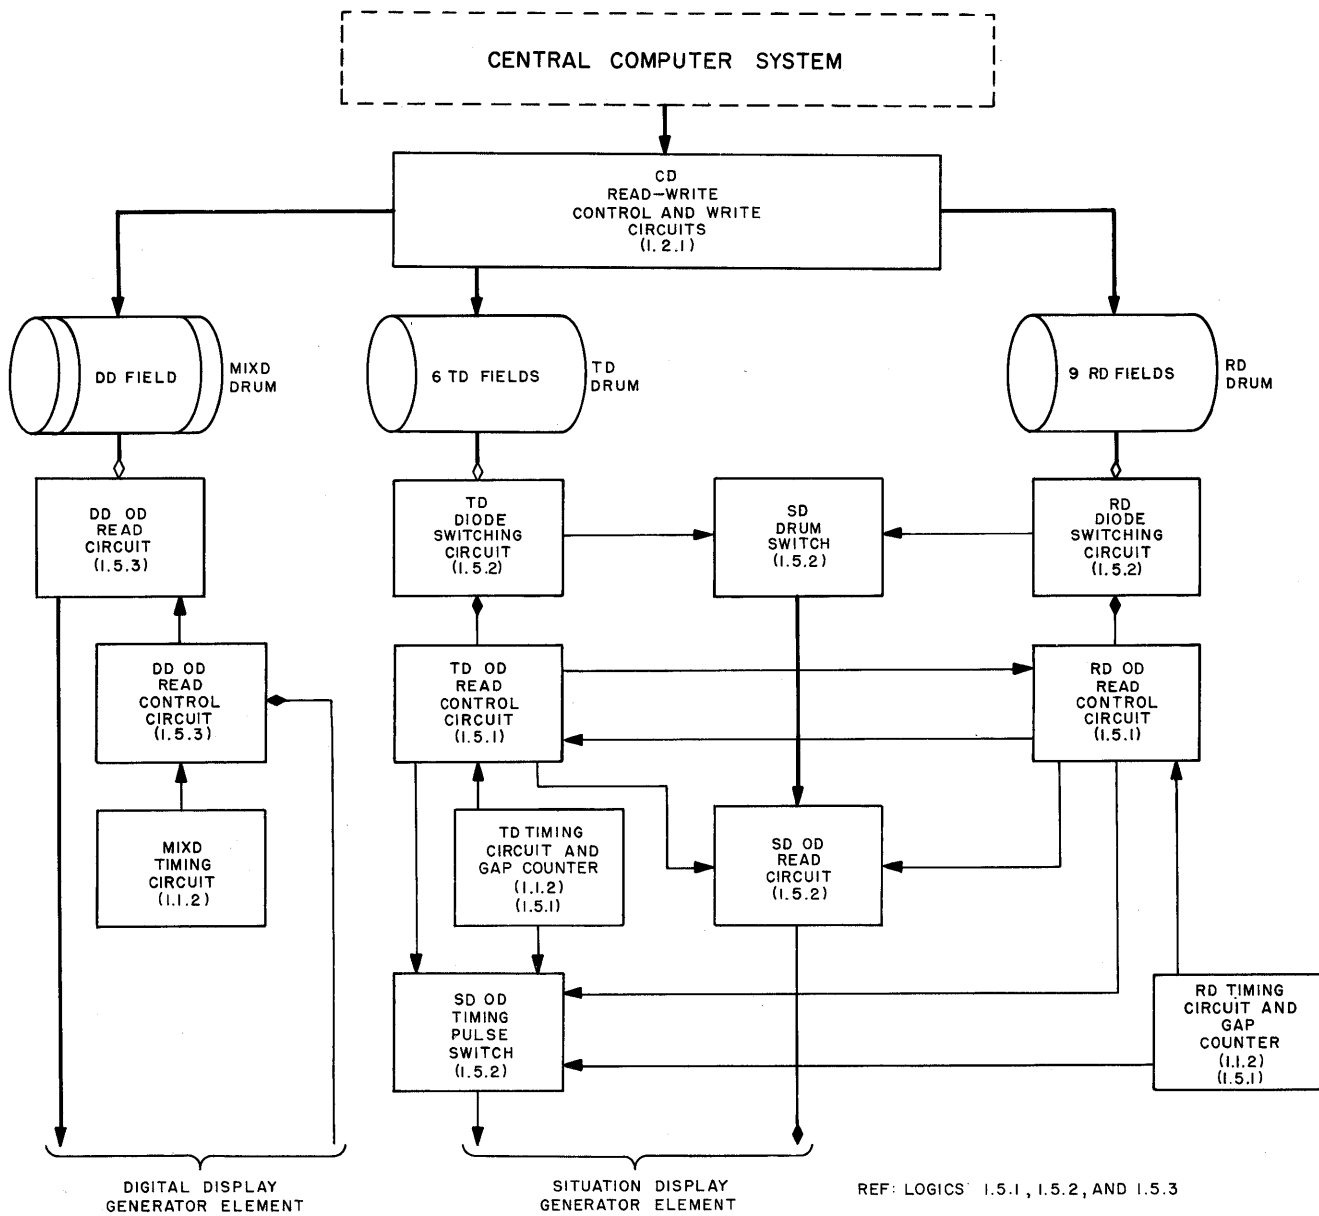 CENTRAL COMPUTER SYSTEM
CD
READ-WRITE
CONTROL AND WRITE
CIRCUITS
(1.2.1)
DD FIELD
MIXD
DRUM
6 TD FIELDS
TD
DRUM
9 RD FIELDS
RD
DRUM
DD OD
READ
CIRCUIT
(1.5.3)
TD
DIODE
SWITCHING
CIRCUIT
(1.5.2)
SD
DRUM
SWITCH
(1.5.2)
RD
DIODE
SWITCHING
CIRCUIT
(1.5.2)
DD OD
READ
CONTROL
CIRCUIT
(1.5.3)
TD OD
READ
CONTROL
CIRCUIT
(1.5.1)
RD OD
READ
CONTROL
CIRCUIT
(1.5.1)
MIXD
TIMING
CIRCUIT
(1.1.2)
TD TIMING
CIRCUIT AND
GAP COUNTER
(1.1.2)
(1.5.1)
SD OD
READ
CIRCUIT
(1.5.2)
SD OD
TIMING
PULSE
SWITCH
(1.5.2)
RD TIMING
CIRCUIT AND
GAP
COUNTER
(1.1.2)
(1.5.1)
DIGITAL DISPLAY
GENERATOR ELEMENT
SITUATION DISPLAY
GENERATOR ELEMENT
REF: LOGICS 1.5.1, 1.5.2, AND 1.5.3